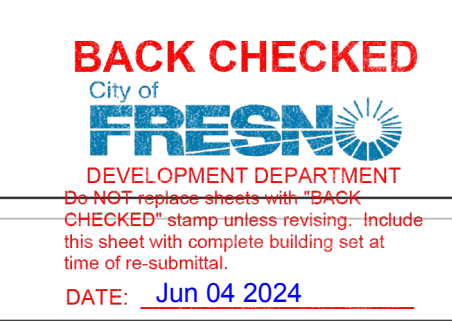 BACK CHECKED
City of
FRESNO
DEVELOPMENT DEPARTMENT
Do NOT replace sheets with "BACK
CHECKED" stamp unless revising. Include
this sheet with complete building set at
time of re-submittal.
DATE: Jun 04 2024